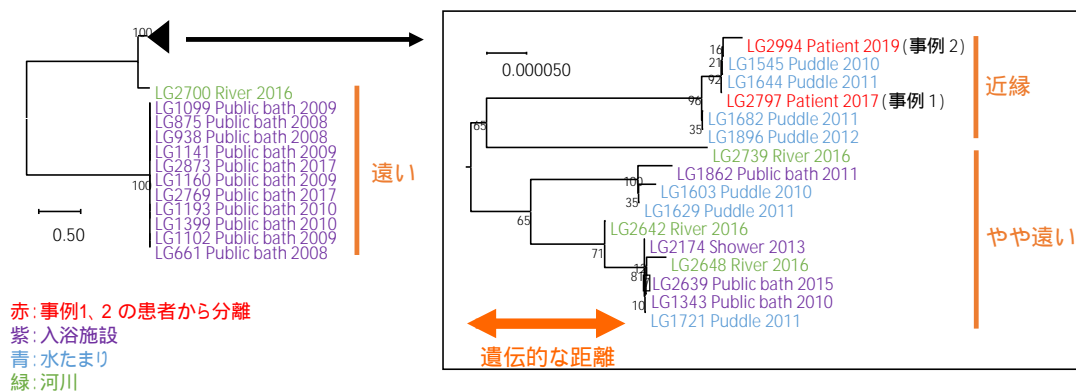 100
LG2700 River 2016
LG1099 Public bath 2009
LG875 Public bath 2008
LG938 Public bath 2008
LG1141 Public bath 2009
LG2873 Public bath 2017
LG1160 Public bath 2009
LG2769 Public bath 2017
LG1193 Public bath 2010
LG1399 Public bath 2010
LG1102 Public bath 2009
LG661 Public bath 2008
100
遠い
0.50
赤：事例1、2 の患者から分離
紫：入浴施設
青：水たまり
緑：河川
0.000050
16
LG2994 Patient 2019 (事例 2)
21
LG1545 Puddle 2010
92
LG1644 Puddle 2011
96
LG2797 Patient 2017 (事例 1)
LG1682 Puddle 2011
35
LG1896 Puddle 2012
65
LG2739 River 2016
LG1862 Public bath 2011
100
LG1603 Puddle 2010
35
LG1629 Puddle 2011
65
LG2642 River 2016
71
LG2174 Shower 2013
LG2648 River 2016
81
LG2639 Public bath 2015
LG1343 Public bath 2010
10
LG1721 Puddle 2011
近縁
やや遠い
遺伝的な距離